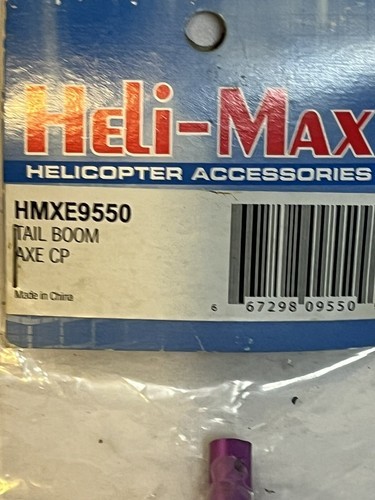 Heli-Max
HELICOPTER ACCESSORIES
HMXE9550
TAIL BOOM
AXE CP
Made in China
6 67298 09550